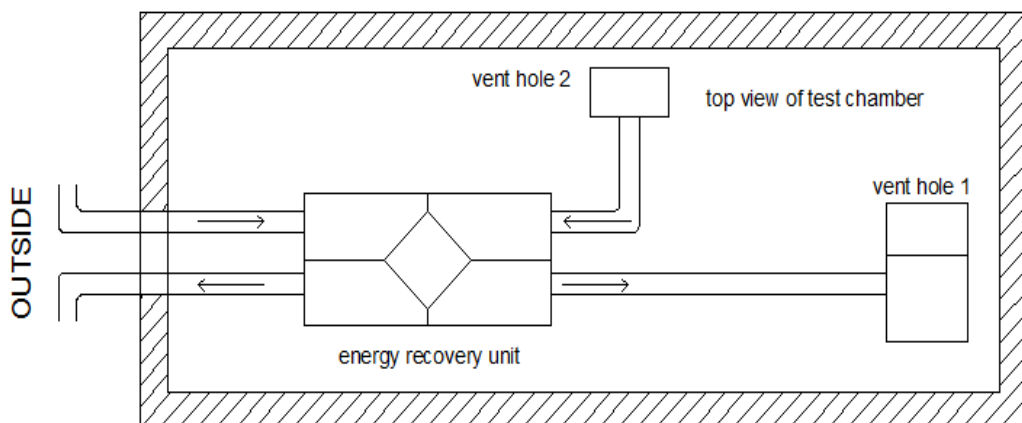 vent hole 2
top view of test chamber
vent hole 1
OUTSIDE
energy recovery unit